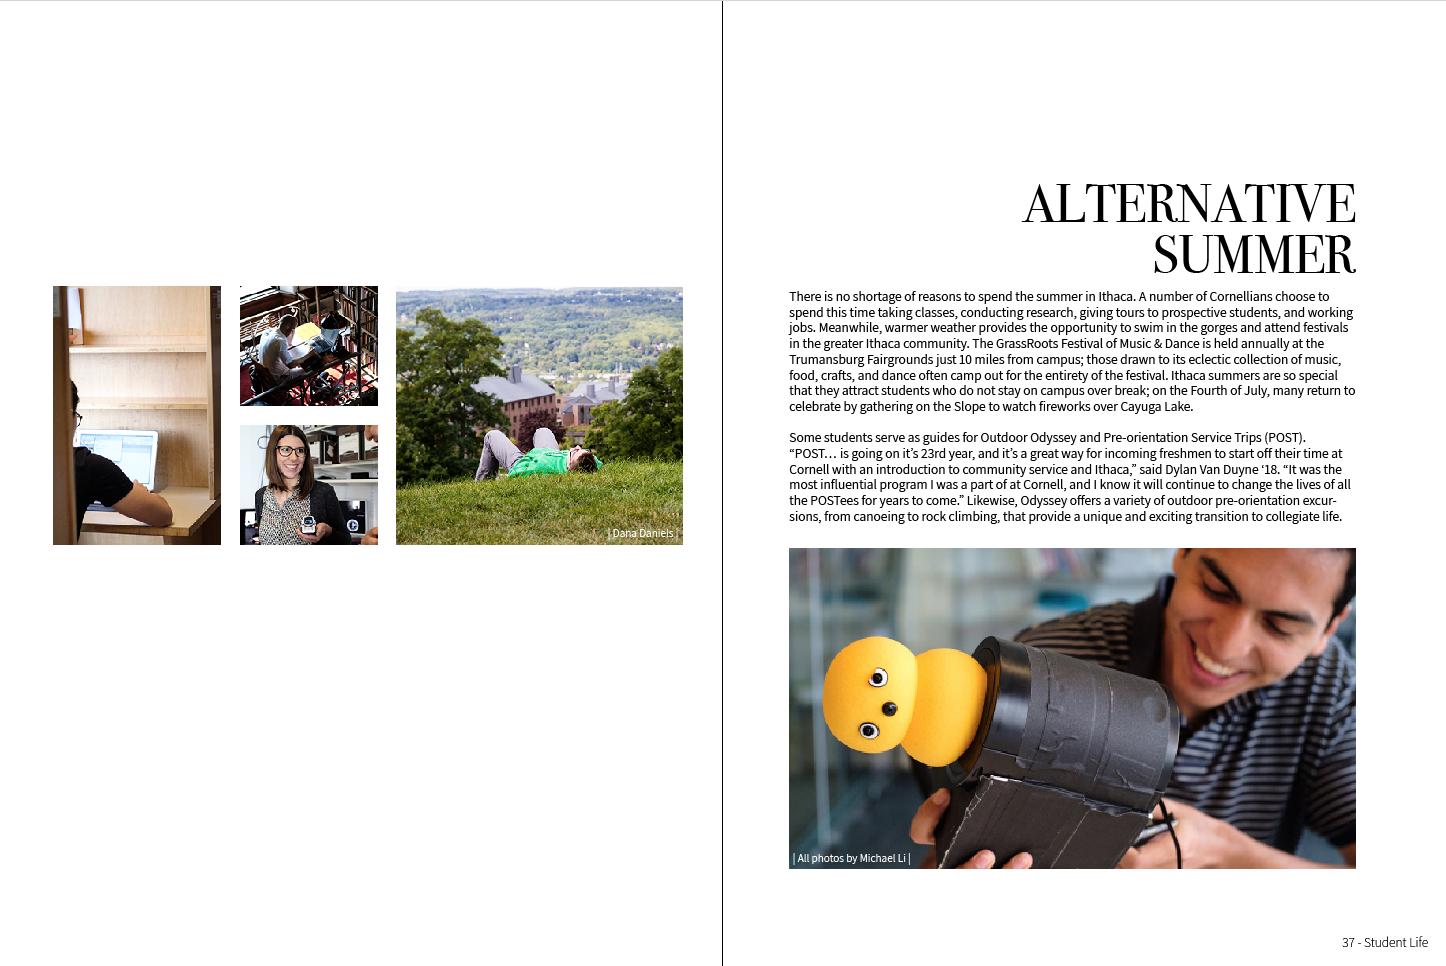 | Dana Daniels |
ALTERNATIVE
SUMMER
There is no shortage of reasons to spend the summer in Ithaca. A number of Cornellians choose to
spend this time taking classes, conducting research, giving tours to prospective students, and working
jobs. Meanwhile, warmer weather provides the opportunity to swim in the gorges and attend festivals
in the greater Ithaca community. The GrassRoots Festival of Music & Dance is held annually at the
Trumansburg Fairgrounds just 10 miles from campus; those drawn to its eclectic collection of music,
food, crafts, and dance often camp out for the entirety of the festival. Ithaca summers are so special
that they attract students who do not stay on campus over break; on the Fourth of July, many return to
celebrate by gathering on the Slope to watch fireworks over Cayuga Lake.
Some students serve as guides for Outdoor Odyssey and Pre-orientation Service Trips (POST).
“POST… is going on it’s 23rd year, and it’s a great way for incoming freshmen to start off their time at
Cornell with an introduction to community service and Ithaca,” said Dylan Van Duyne ‘18. “It was the
most influential program I was a part of at Cornell, and I know it will continue to change the lives of all
the POSTees for years to come.” Likewise, Odyssey offers a variety of outdoor pre-orientation excur-
sions, from canoeing to rock climbing, that provide a unique and exciting transition to collegiate life.
| All photos by Michael Li |
37 - Student Life